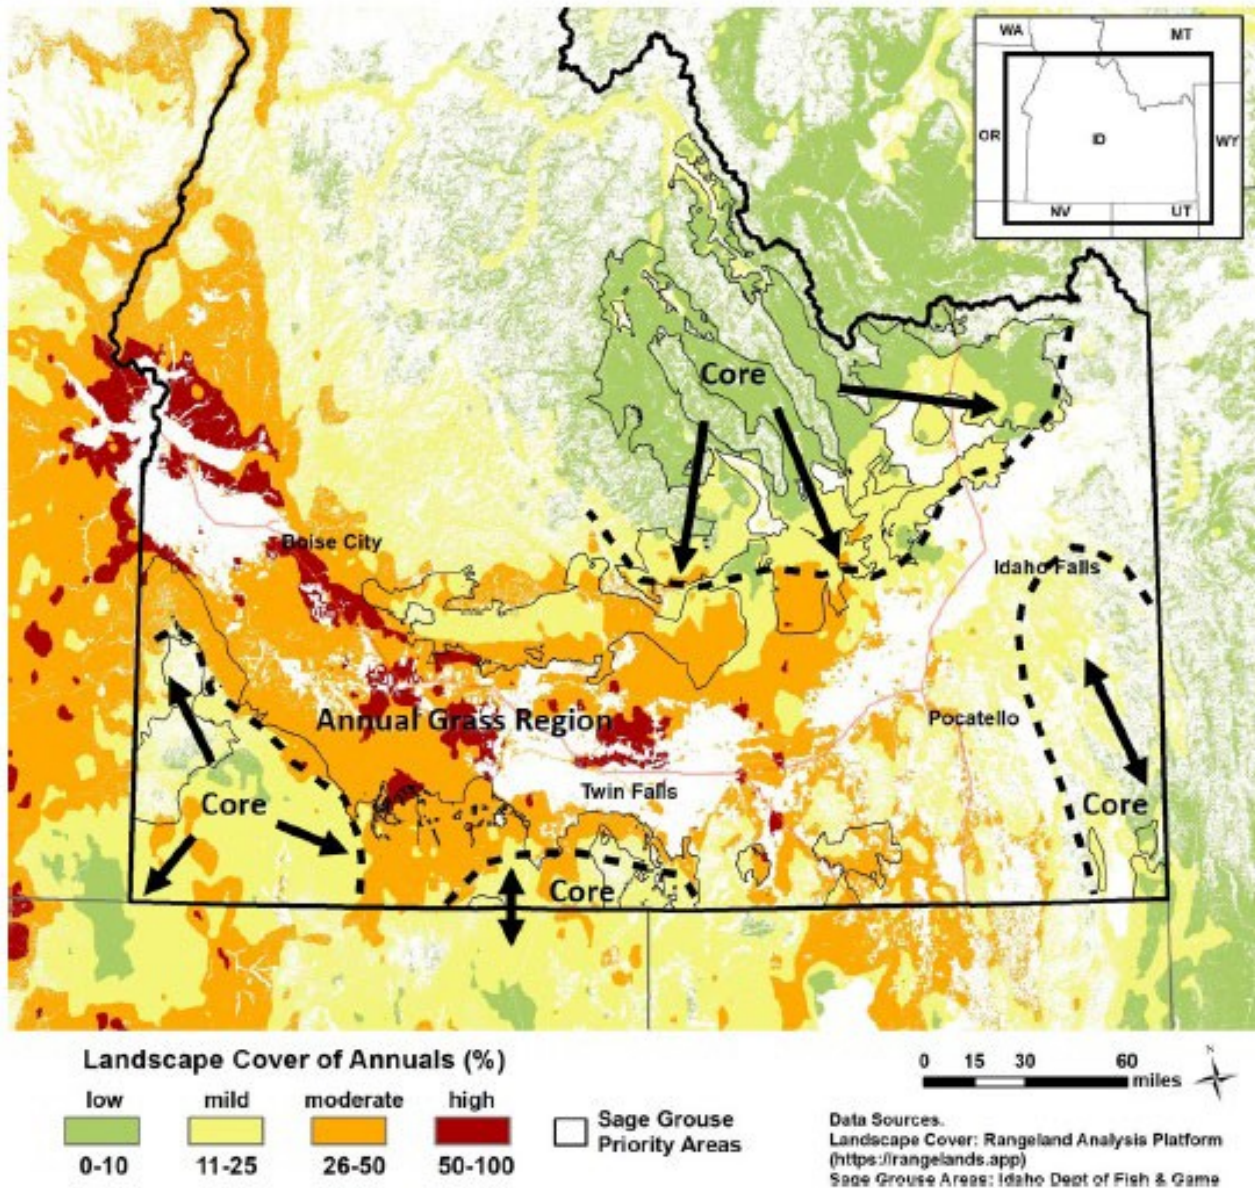 WA
MT
OR
ID
WY
NV
UT
Core
Boise City
Idaho Falls
Annual Grass Region
Pocatello
Twin Falls
Core
Core
Core
Landscape Cover of Annuals (%)
low mild moderate high
0-10 11-25 26-50 50-100
Sage Grouse
Priority Areas
0 15 30 60
miles
N
Data Sources.
Landscape Cover: Rangeland Analysis Platform
(https://rangelands.app)
Sage Grouse Areas: Idaho Dept of Fish & Game